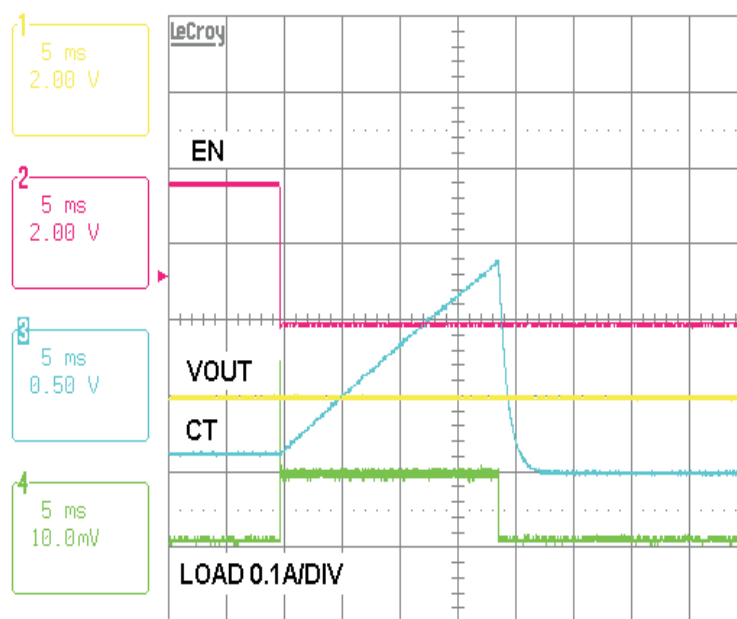 1
5 ms
2.00 V
2
5 ms
2.00 V
3
5 ms
0.50 V
4
5 ms
10.0mV
LeCroy
EN
VOUT
CT
LOAD 0.1A/DIV